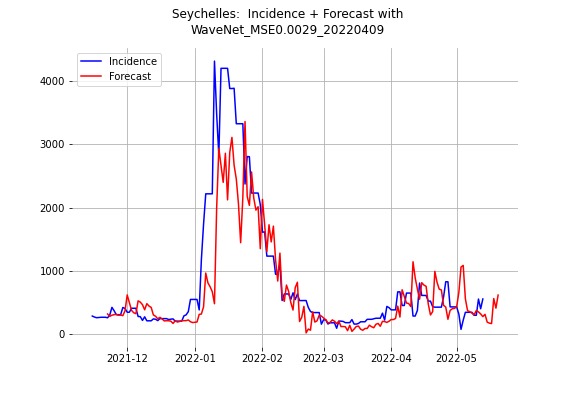 Seychelles:  Incidence + Forecast with
WaveNet_MSE0.0029_20220409
Incidence
Forecast
4000
3000
2000
1000
0
2021-12 2022-01 2022-02 2022-03 2022-04 2022-05